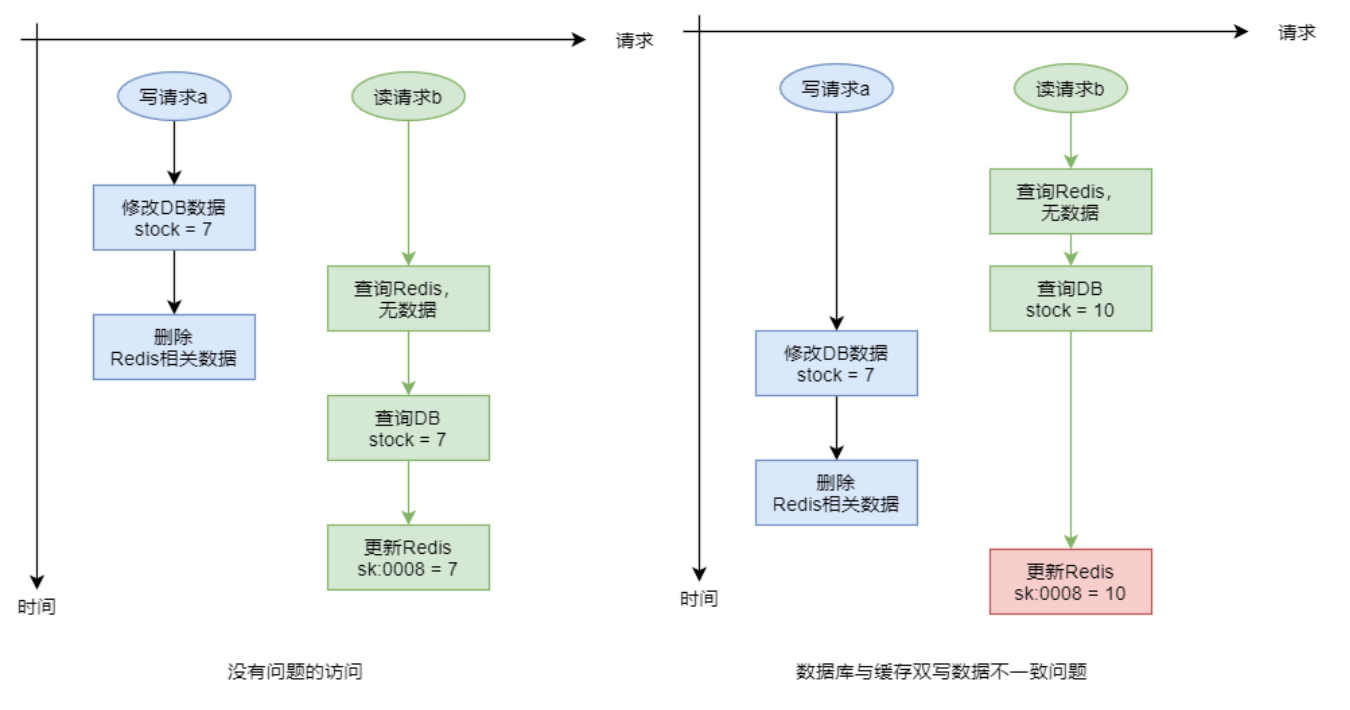 请求
写请求a
读请求b
修改DB数据
stock = 7
查询Redis，
无数据
删除
Redis相关数据
查询DB
stock = 7
更新Redis
sk:0008 = 7
时间
没有问题的访问
请求
写请求a
读请求b
查询Redis，
无数据
查询DB
stock = 10
修改DB数据
stock = 7
删除
Redis相关数据
更新Redis
sk:0008 = 10
时间
数据库与缓存双写数据不一致问题